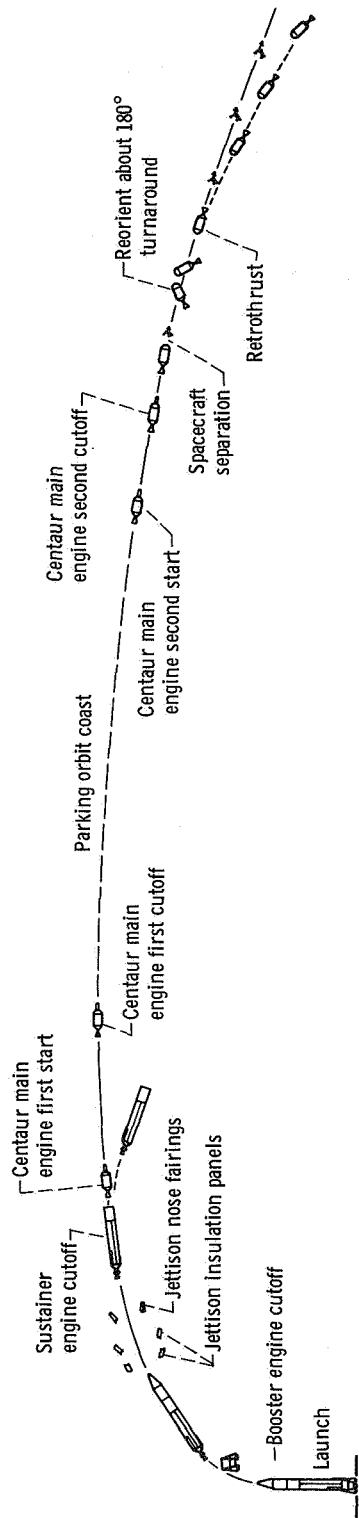 Launch
Booster engine cutoff
Jettison insulation panels
Jettison nose fairings
Sustainer
engine cutoff
Centaur main
engine first start
Centaur main
engine first cutoff
Parking orbit coast
Centaur main
engine second start
Centaur main
engine second cutoff
Spacecraft
separation
Reorient about 180°
turnaround
Retrothrust